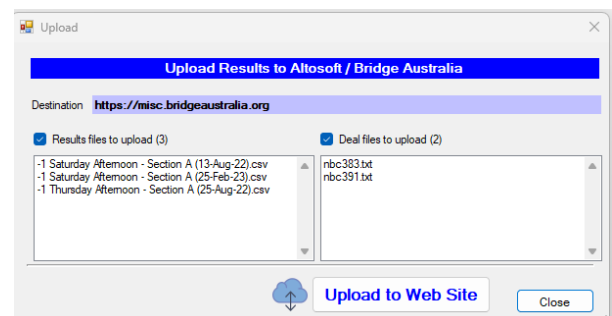 Upload
Upload Results to Altosoft / Bridge Australia
Destination https://misc.bridgeaustralia.org
Results files to upload (3)
-1 Saturday Afternoon - Section A (13-Aug-22).csv
-1 Saturday Afternoon - Section A (25-Feb-23).csv
-1 Thursday Afternoon - Section A (25-Aug-22).csv
Deal files to upload (2)
nbc383.txt
nbc391.txt
Upload to Web Site
Close